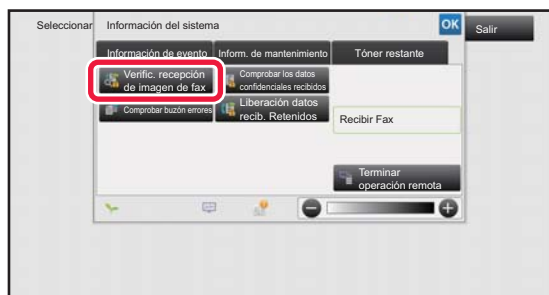 Seleccionar
Información del sistema
OK
Salir
Información de evento
Inform. de mantenimiento
Tóner restante
Verific. recepción
de imagen de fax
Comprobar los datos
confidenciales recibidos
Comprobar buzón errores
Liberación datos
recib. Retenidos
Recibir Fax
Terminar
operación remota